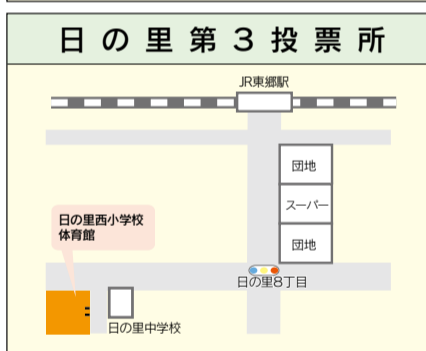 日の里第3投票所
JR東郷駅
団地
スーパー
団地
日の里西小学校
体育館
日の里8丁目
日の里中学校